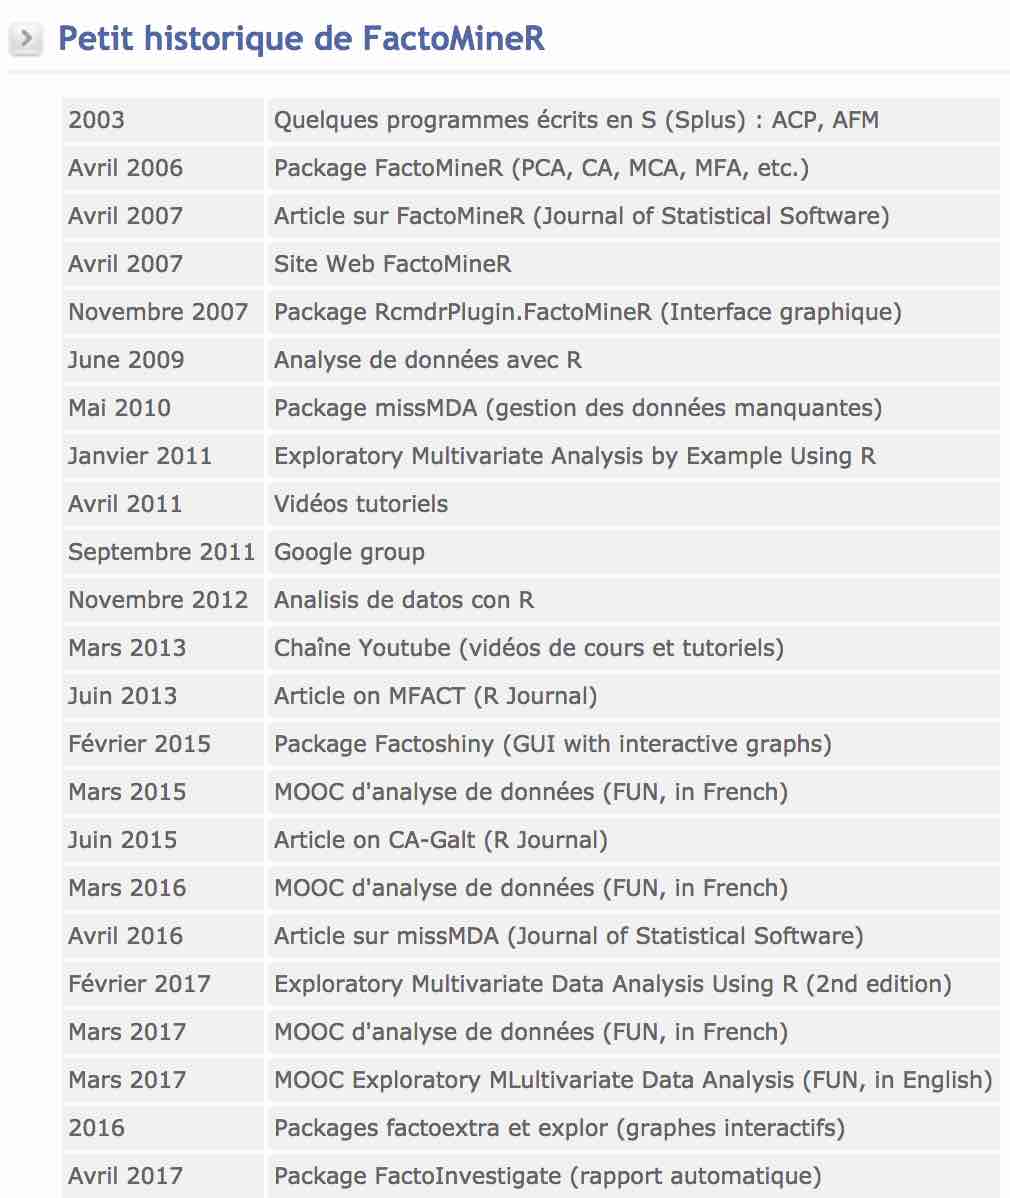 Petit historique de FactoMineR
2003 Quelques programmes écrits en S (Splus) : ACP, AFM
Avril 2006 Package FactoMineR (PCA, CA, MCA, MFA, etc.)
Avril 2007 Article sur FactoMineR (Journal of Statistical Software)
Avril 2007 Site Web FactoMineR
Novembre 2007 Package RcmdrPlugin.FactoMineR (Interface graphique)
June 2009 Analyse de données avec R
Mai 2010 Package missMDA (gestion des données manquantes)
Janvier 2011 Exploratory Multivariate Analysis by Example Using R
Avril 2011 Vidéos tutoriels
Septembre 2011 Google group
Novembre 2012 Analisis de datos con R
Mars 2013 Chaîne Youtube (vidéos de cours et tutoriels)
Juin 2013 Article on MFACT (R Journal)
Février 2015 Package Factoshiny (GUI with interactive graphs)
Mars 2015 MOOC d'analyse de données (FUN, in French)
Juin 2015 Article on CA-Galt (R Journal)
Mars 2016 MOOC d'analyse de données (FUN, in French)
Avril 2016 Article sur missMDA (Journal of Statistical Software)
Février 2017 Exploratory Multivariate Data Analysis Using R (2nd edition)
Mars 2017 MOOC d'analyse de données (FUN, in French)
Mars 2017 MOOC Exploratory MLultivariate Data Analysis (FUN, in English)
2016 Packages factoextra et explor (graphes interactifs)
Avril 2017 Package FactoInvestigate (rapport automatique)